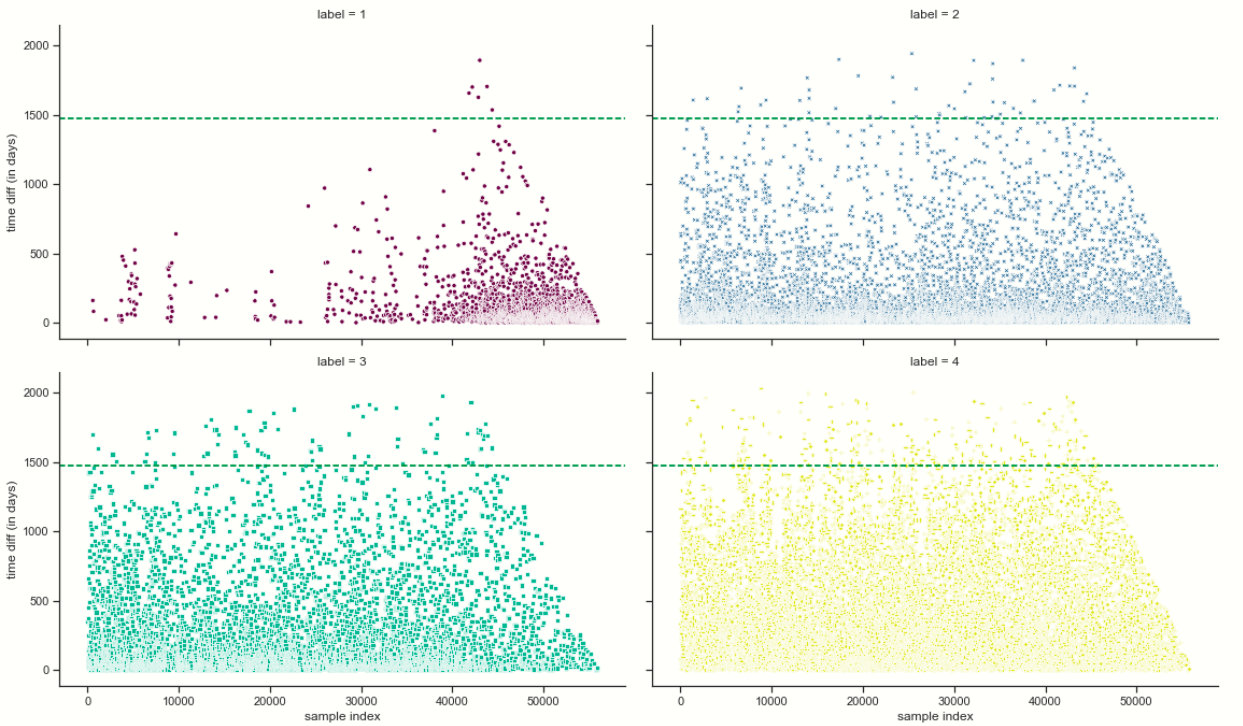 label = 1
label = 2
2000
1500
1000
500
0
time diff (in days)
label = 3
label = 4
2000
1500
1000
500
0
time diff (in days)
0 10000 20000 30000 40000 50000
0 10000 20000 30000 40000 50000
sample index
sample index